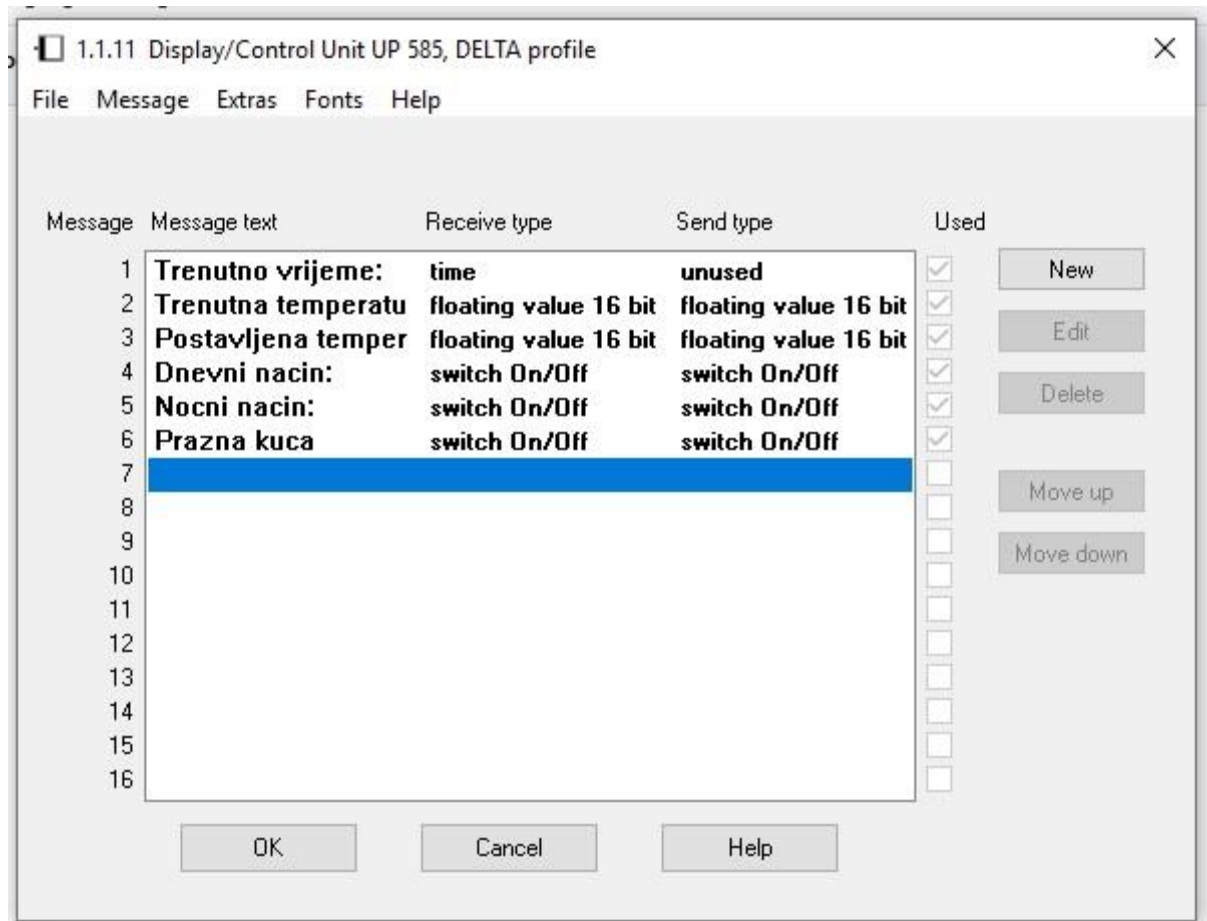 1.1.11 Display/Control Unit UP 585, DELTA profile
File Message Extras Fonts Help
Message Message text Receive type Send type Used
1 Trenutno vrijeme: time unused
2 Trenutna temperatu floating value 16 bit floating value 16 bit
3 Postavljena temper floating value 16 bit floating value 16 bit
4 Dnevni nacin: switch On/Off switch On/Off
5 Nocni nacin: switch On/Off switch On/Off
6 Prazna kuca switch On/Off switch On/Off
7
8
9
10
11
12
13
14
15
16
New
Edit
Delete
Move up
Move down
OK Cancel Help